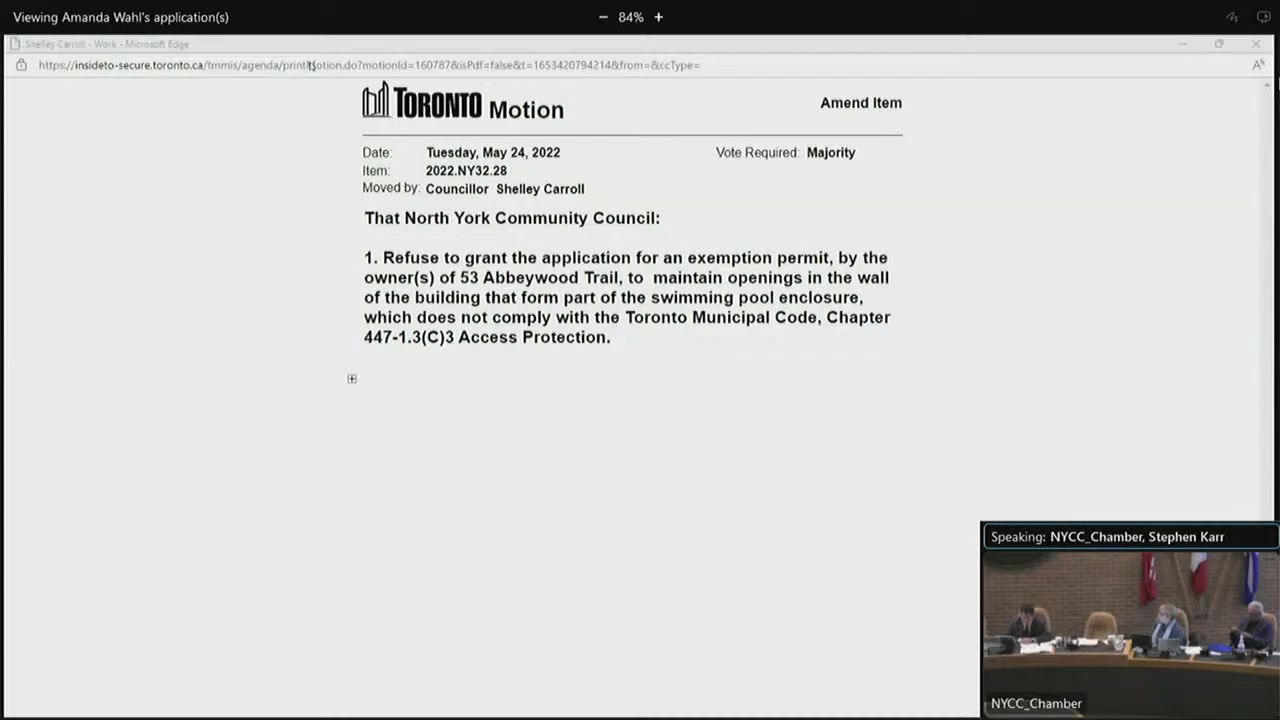 Viewing Amanda Wahl's application(s)
− 84% +
Shelley Carroll - Work - Microsoft Edge
https://insideto-secure.toronto.ca/tmmis/agenda/printMotion.do?motionId=160787&isPdf=false&t=1653420794214&from=&ccType=
TORONTO Motion
Amend Item
Date: Tuesday, May 24, 2022
Vote Required: Majority
Item: 2022.NY32.28
Moved by: Councillor Shelley Carroll
That North York Community Council:
1. Refuse to grant the application for an exemption permit, by the
owner(s) of 53 Abbeywood Trail, to maintain openings in the wall
of the building that form part of the swimming pool enclosure,
which does not comply with the Toronto Municipal Code, Chapter
447-1.3(C)3 Access Protection.
Speaking: NYCC_Chamber, Stephen Karr
NYCC_Chamber